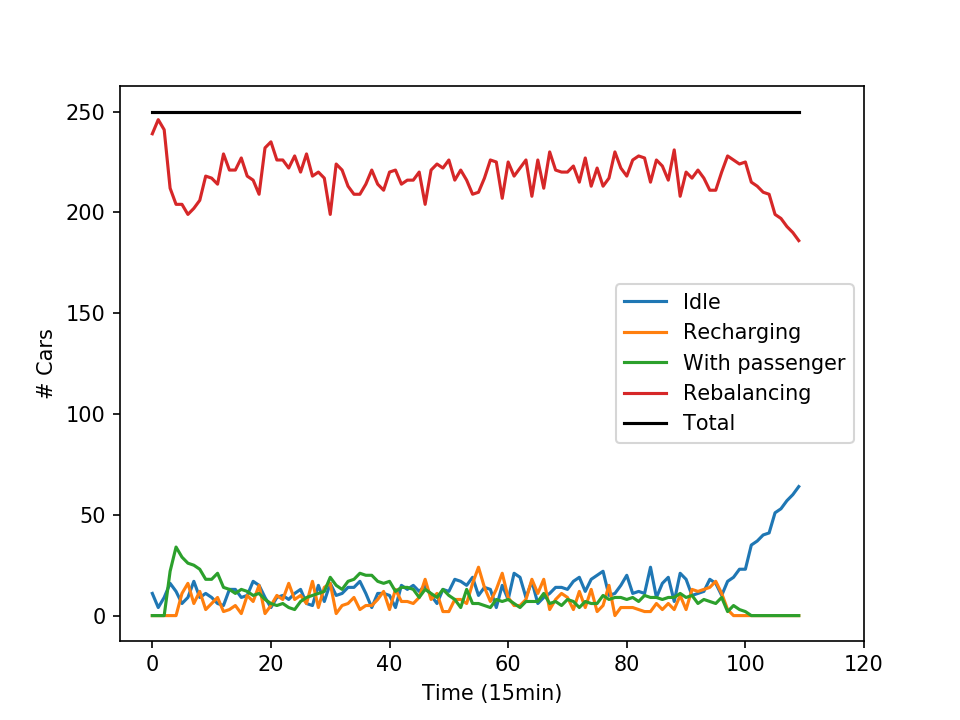 250
200
150
100
50
0
# Cars
Idle
Recharging
With passenger
Rebalancing
Total
0 20 40 60 80 100 120
Time (15min)